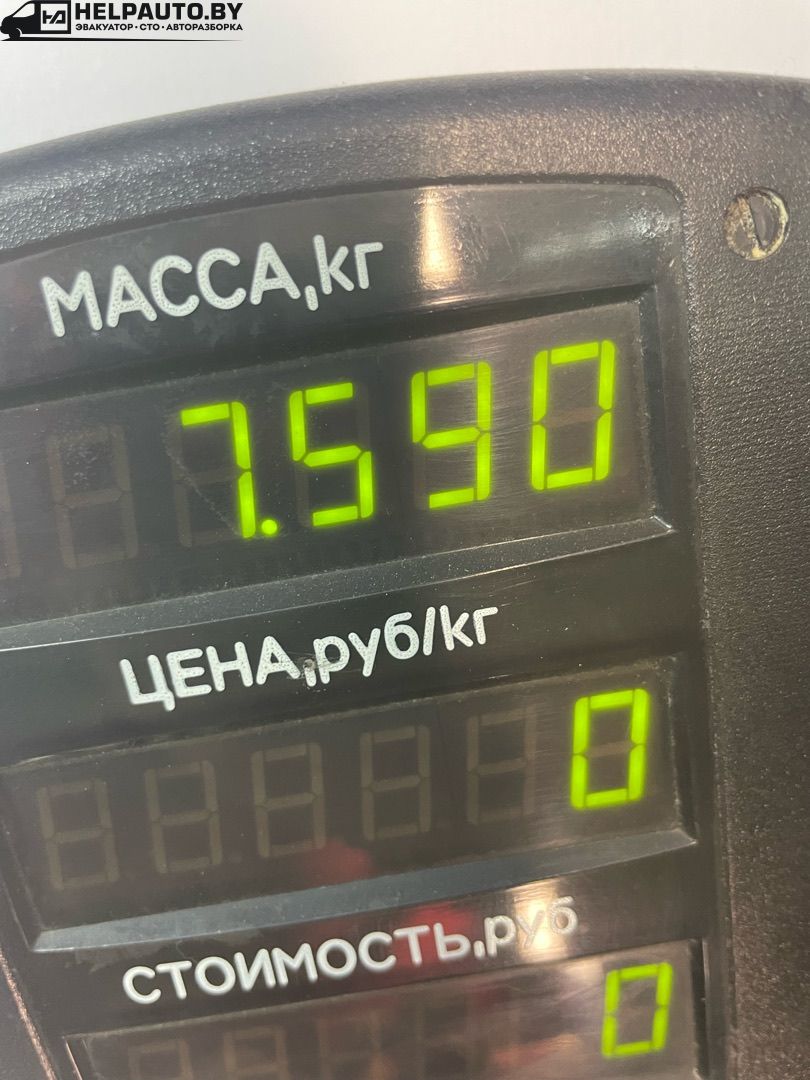 HELPAUTO.BY
ЭВАКУАТОР • СТО • АВТОРАЗБОРКА
МАССА,кг
7.590
ЦЕНА,руб/кг
0
СТОИМОСТЬ,руб
0